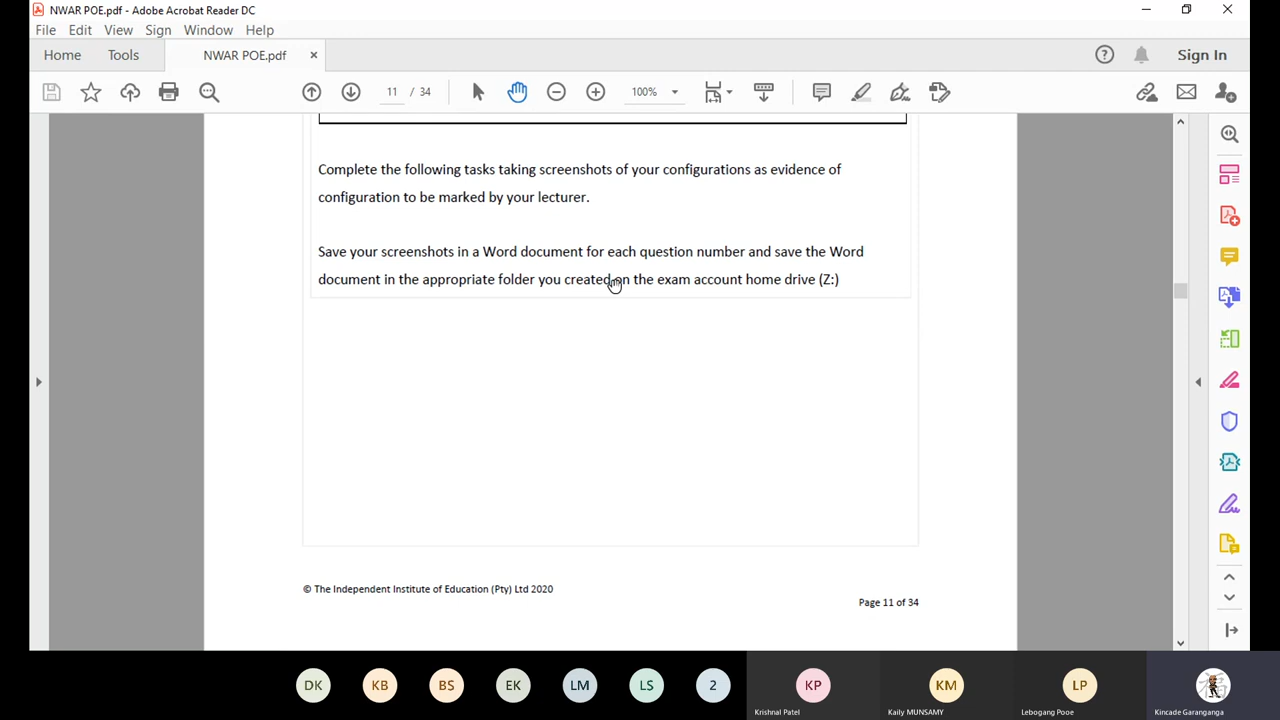 NWAR POE.pdf - Adobe Acrobat Reader DC
File Edit View Sign Window Help
Home Tools NWAR POE.pdf × Sign In
11 / 34 100%
Complete the following tasks taking screenshots of your configurations as evidence of
configuration to be marked by your lecturer.
Save your screenshots in a Word document for each question number and save the Word
document in the appropriate folder you created on the exam account home drive (Z:)
© The Independent Institute of Education (Pty) Ltd 2020
Page 11 of 34
DK KB BS EK LM LS 2 KP KM LP
Krishnal Patel Kaily MUNSAMY Lebogang Pooe Kincade Garanganga